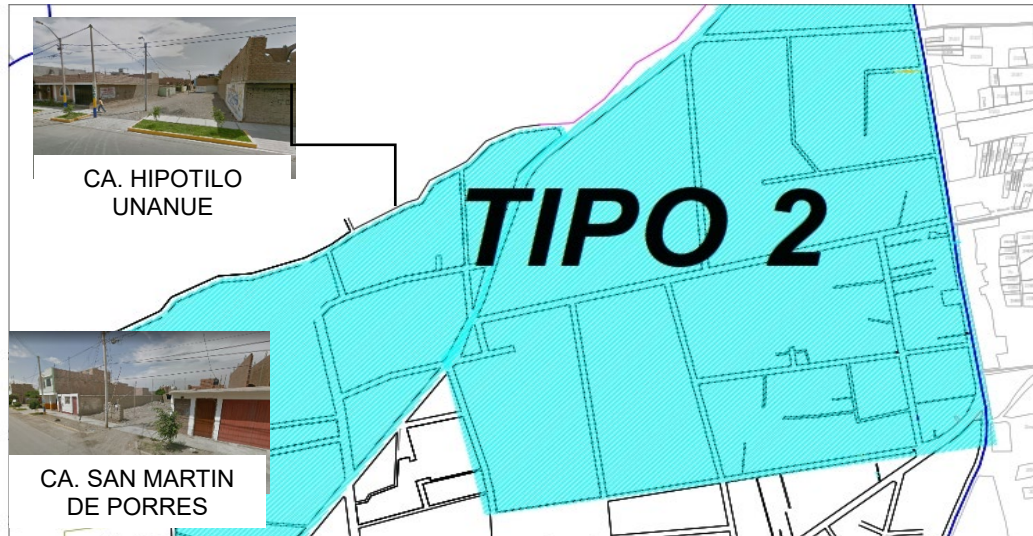 CA. HIPOTILO
UNANUE
TIPO 2
CA. SAN MARTIN
DE PORRES